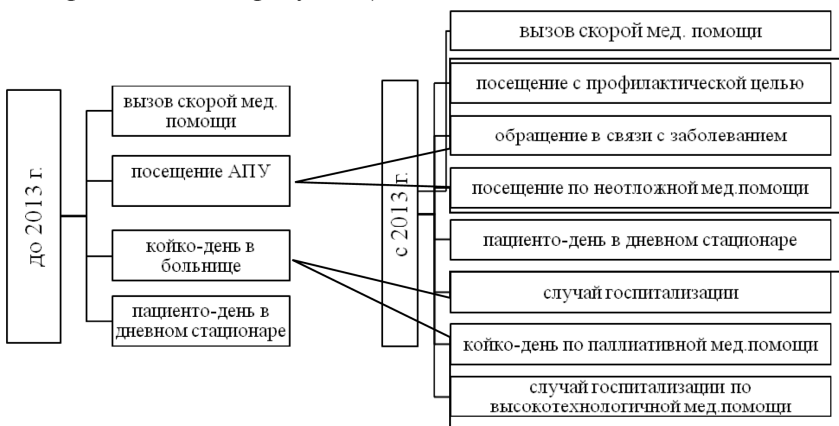 до 2013 г.
вызов скорой мед.
помощи
посещение АПУ
койко-день в
больнице
пациенто-день в
дневном стационаре
с 2013 г.
вызов скорой мед. помощи
посещение с профилактической целью
обращение в связи с заболеванием
посещение по неотложной мед.помощи
пациенто-день в дневном стационаре
случай госпитализации
койко-день по паллиативной мед.помощи
случай госпитализации по
высокотехнологичной мед.помощи